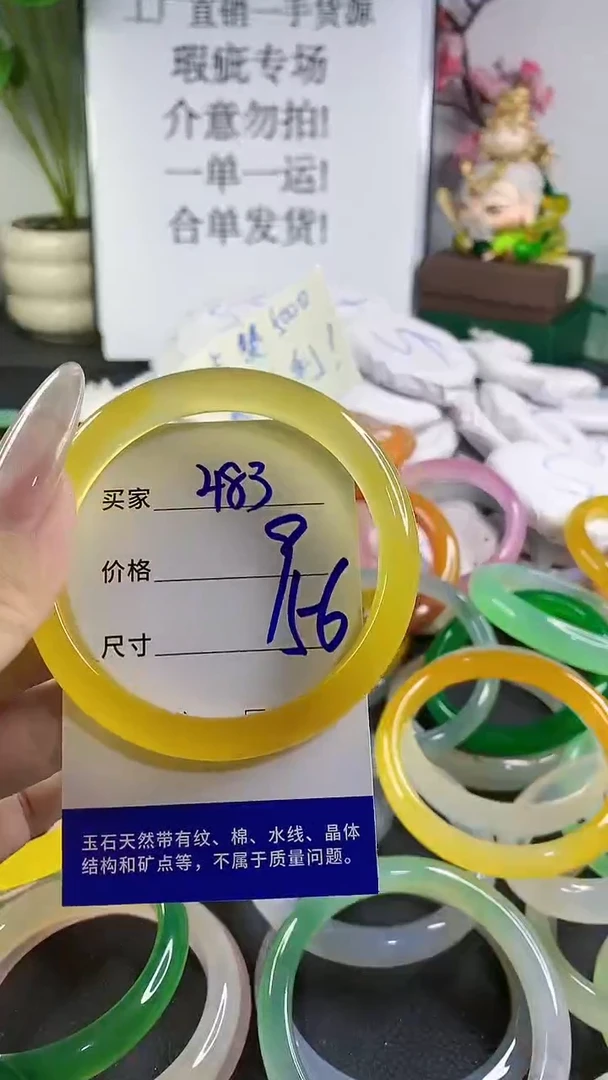 工厂直销一手货源
瑕疵专场
介意勿拍!
一单一运!
合单发货!
5000
利!
买家 483
价格
尺寸 56
玉石天然带有纹、棉、水线、晶体
结构和矿点等，不属于质量问题。